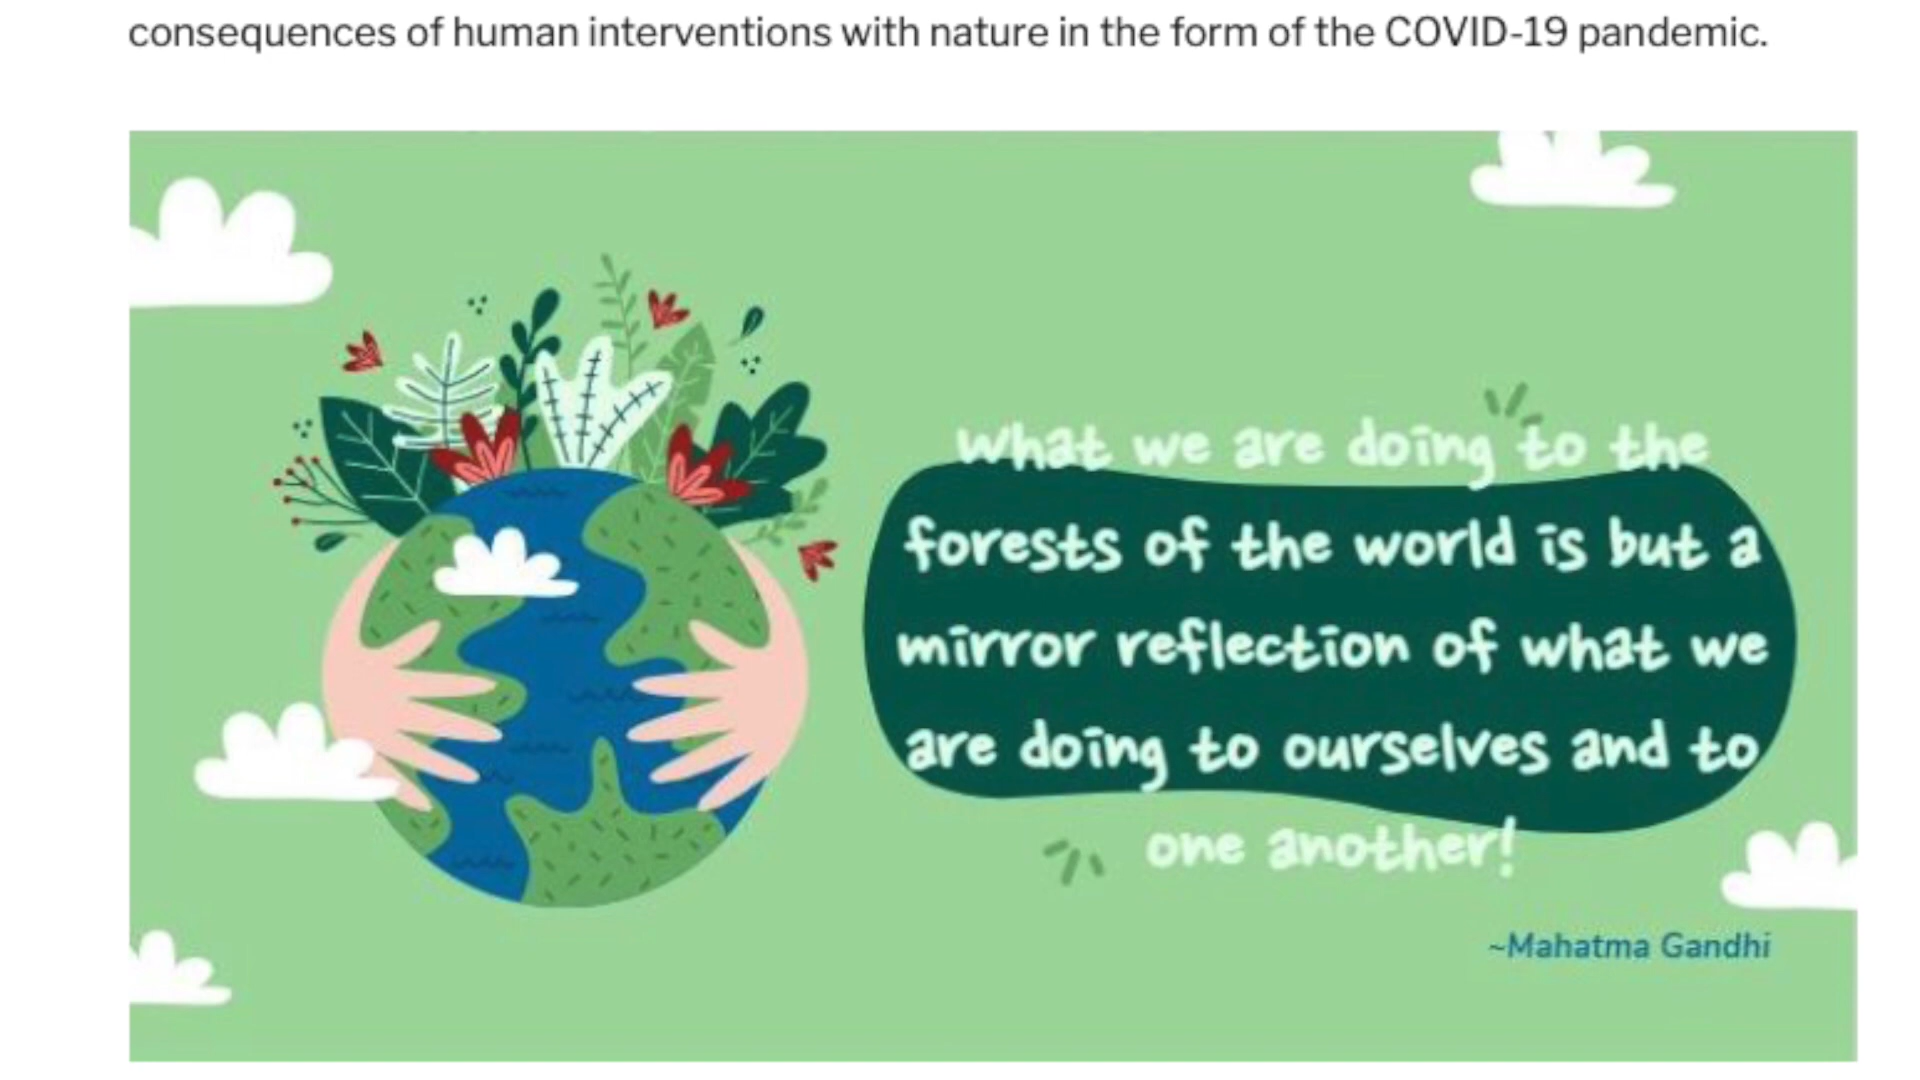 consequences of human interventions with nature in the form of the COVID-19 pandemic.
What we are doing to the
forests of the world is but a
mirror reflection of what we
are doing to ourselves and to
one another!
~Mahatma Gandhi